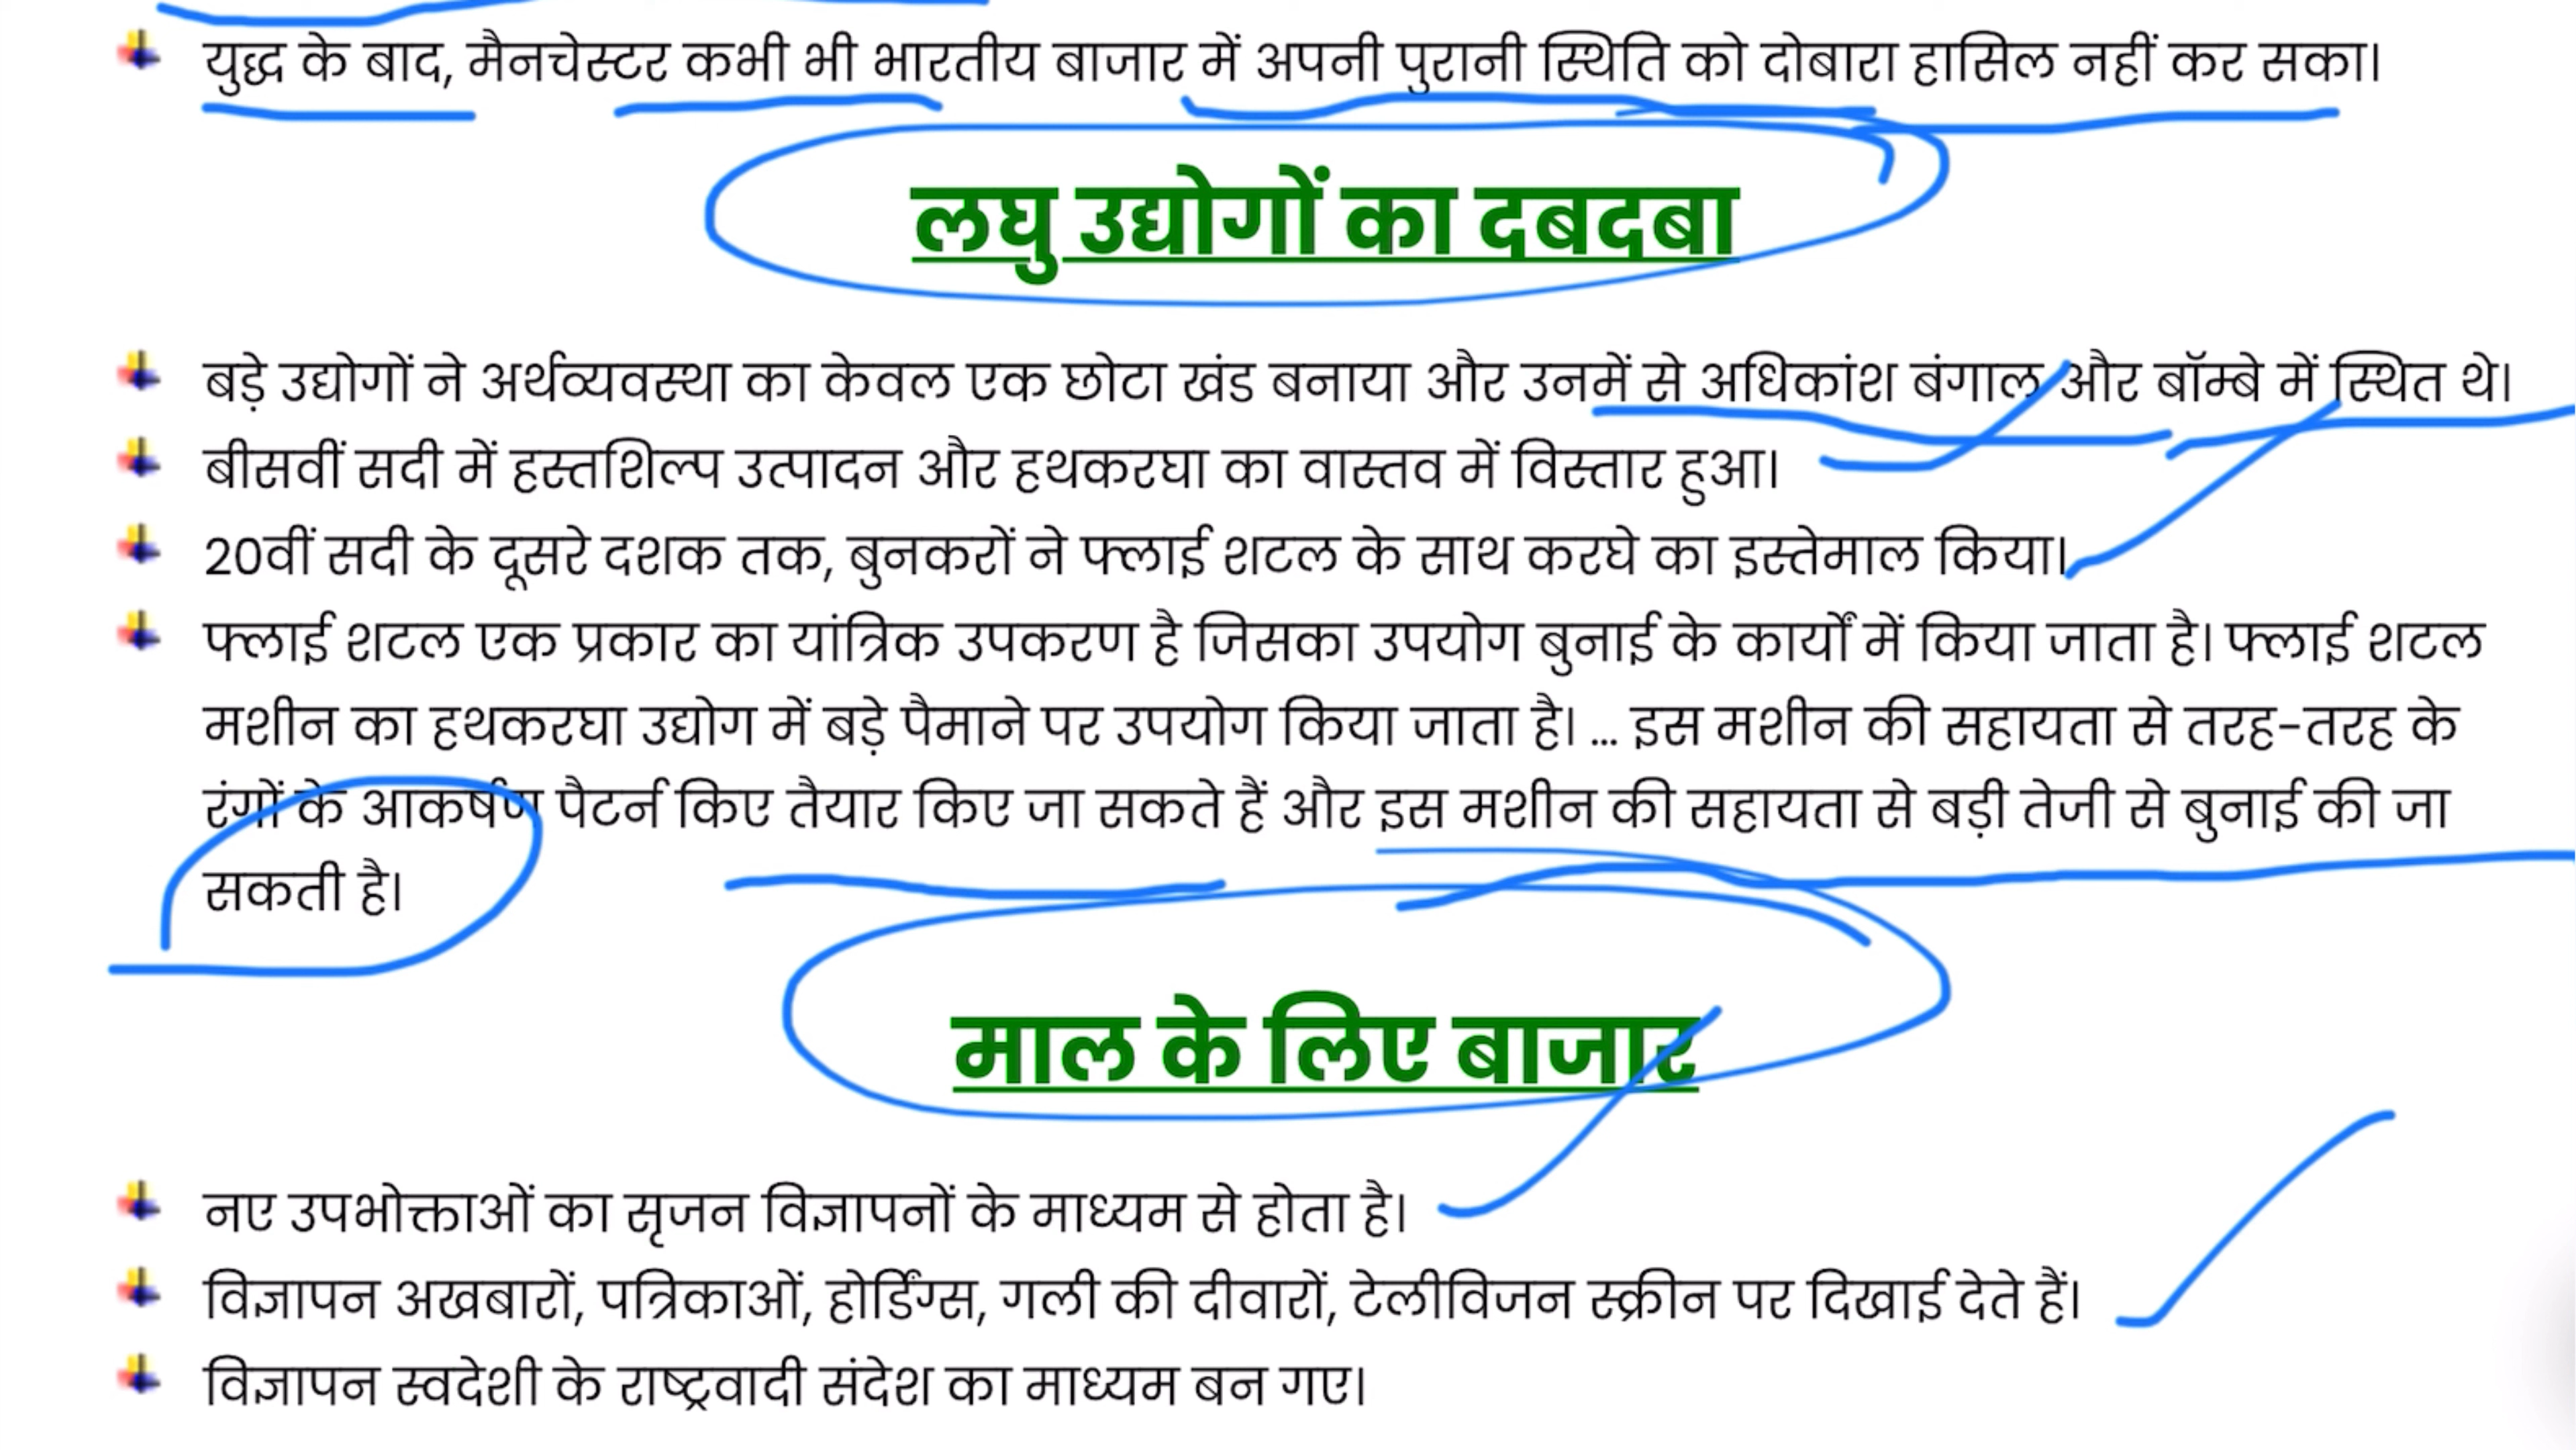 युद्ध के बाद, मैनचेस्टर कभी भी भारतीय बाजार में अपनी पुरानी स्थिति को दोबारा हासिल नहीं कर सका।
लघु उद्योगों का दबदबा
बड़े उद्योगों ने अर्थव्यवस्था का केवल एक छोटा खंड बनाया और उनमें से अधिकांश बंगाल और बॉम्बे में स्थित थे।
बीसवीं सदी में हस्तशिल्प उत्पादन और हथकरघा का वास्तव में विस्तार हुआ।
20वीं सदी के दूसरे दशक तक, बुनकरों ने फ्लाई शटल के साथ करघे का इस्तेमाल किया।
फ्लाई शटल एक प्रकार का यांत्रिक उपकरण है जिसका उपयोग बुनाई के कार्यों में किया जाता है। फ्लाई शटल
मशीन का हथकरघा उद्योग में बड़े पैमाने पर उपयोग किया जाता है। ... इस मशीन की सहायता से तरह-तरह के
रंगों के आकर्षण पैटर्न किए तैयार किए जा सकते हैं और इस मशीन की सहायता से बड़ी तेजी से बुनाई की जा
सकती है।
माल के लिए बाजार
नए उपभोक्ताओं का सृजन विज्ञापनों के माध्यम से होता है।
विज्ञापन अखबारों, पत्रिकाओं, होर्डिंग्स, गली की दीवारों, टेलीविजन स्क्रीन पर दिखाई देते हैं।
विज्ञापन स्वदेशी के राष्ट्रवादी संदेश का माध्यम बन गए।